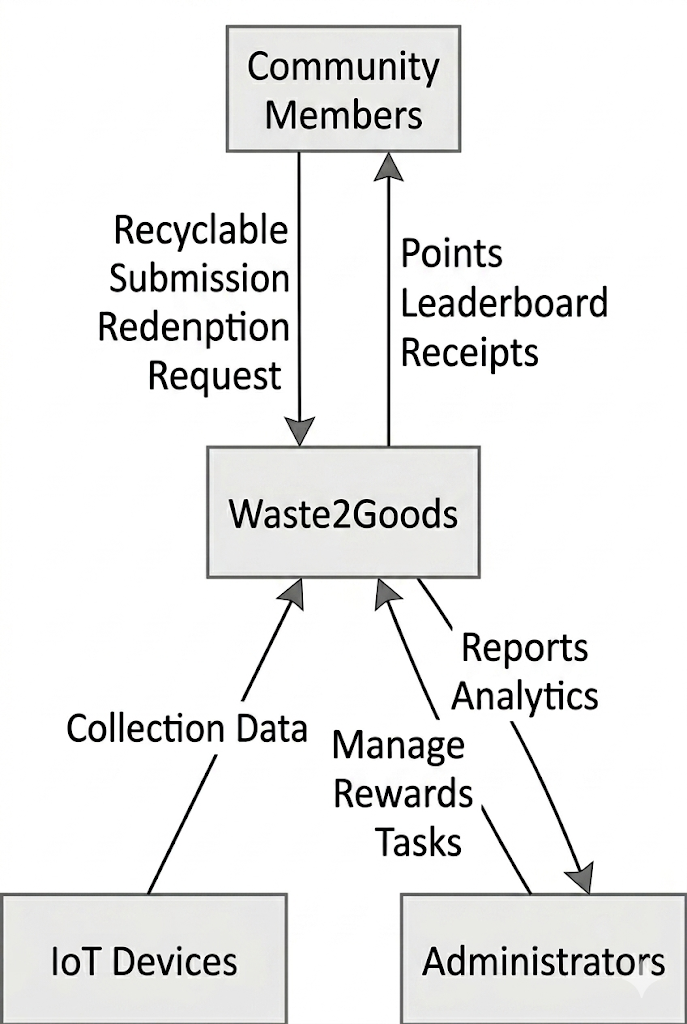 Community
Members
Recyclable
Submission
Redenption
Request
Points
Leaderboard
Receipts
Waste2Goods
Reports
Analytics
Collection Data
Manage
Rewards
Tasks
IoT Devices
Administrators